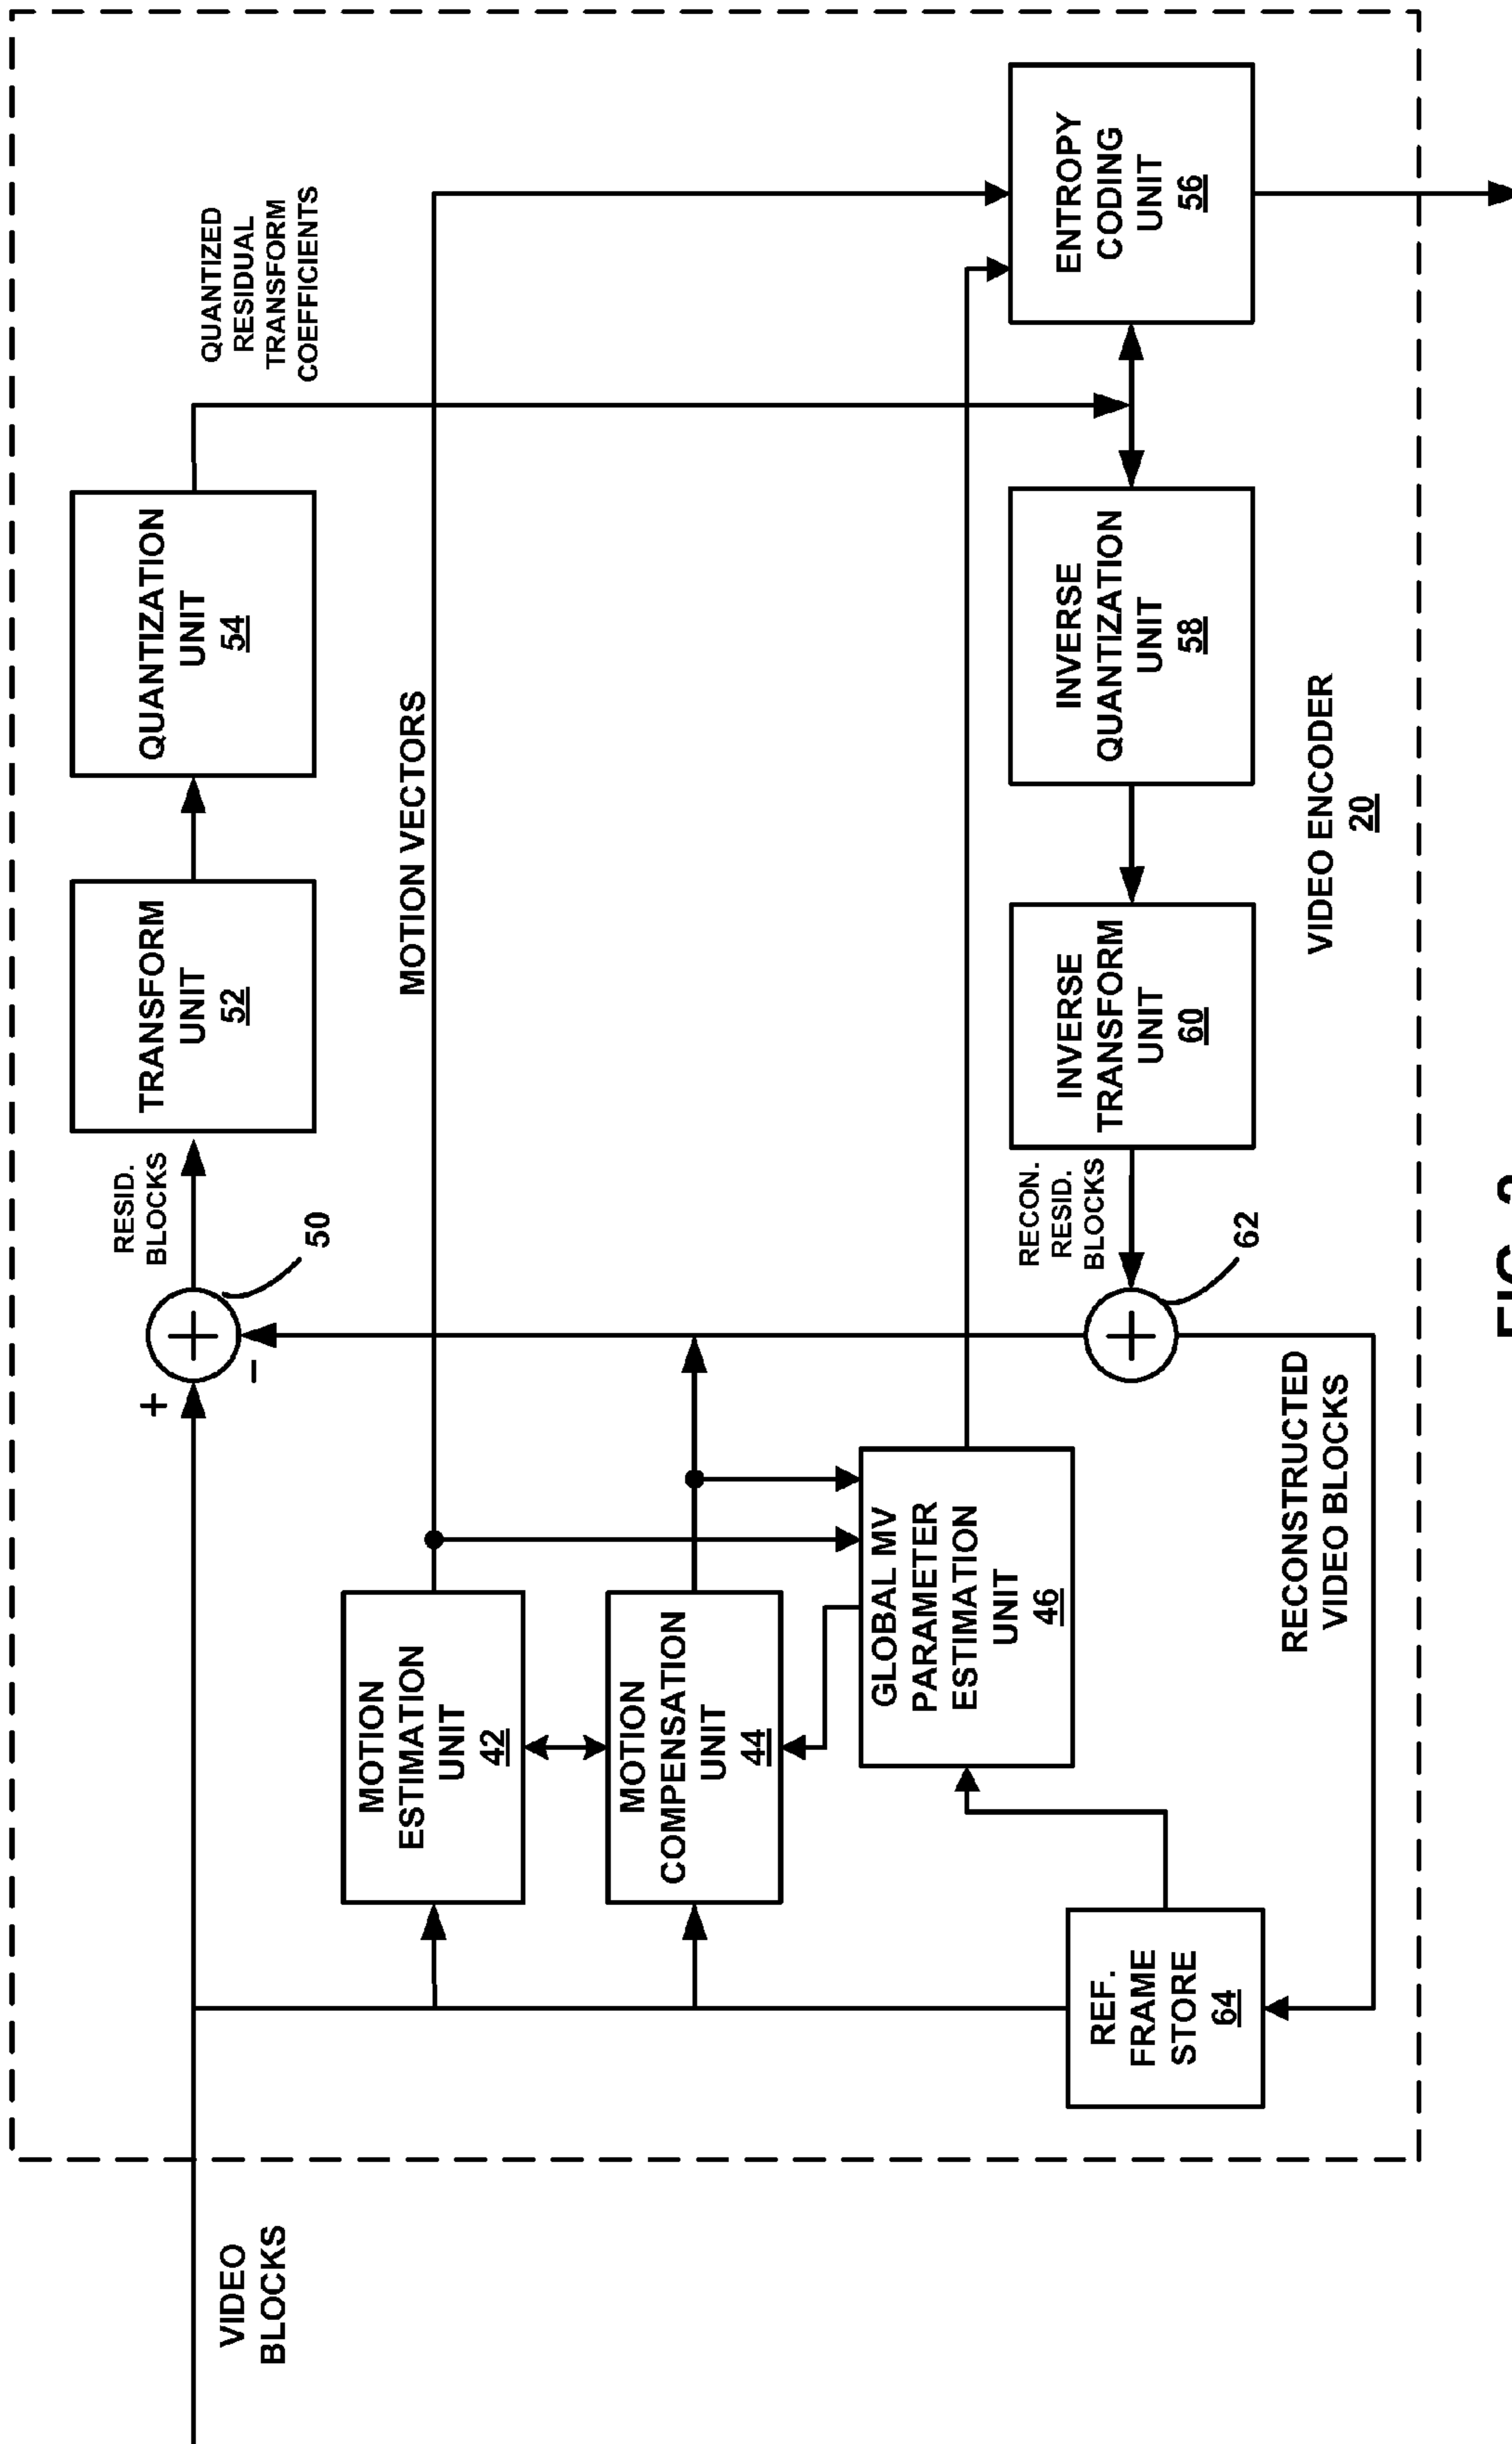 VIDEO
BLOCKS
+
-
50
RESID.
BLOCKS
TRANSFORM
UNIT
52
QUANTIZATION
UNIT
54
QUANTIZED
RESIDUAL
TRANSFORM
COEFFICIENTS
MOTION VECTORS
MOTION
ESTIMATION
UNIT
42
MOTION
COMPENSATION
UNIT
44
GLOBAL MV
PARAMETER
ESTIMATION
UNIT
46
REF.
FRAME
STORE
64
RECONSTRUCTED
VIDEO BLOCKS
62
RECON.
RESID.
BLOCKS
INVERSE
TRANSFORM
UNIT
60
INVERSE
QUANTIZATION
UNIT
58
ENTROPY
CODING
UNIT
56
VIDEO ENCODER
20